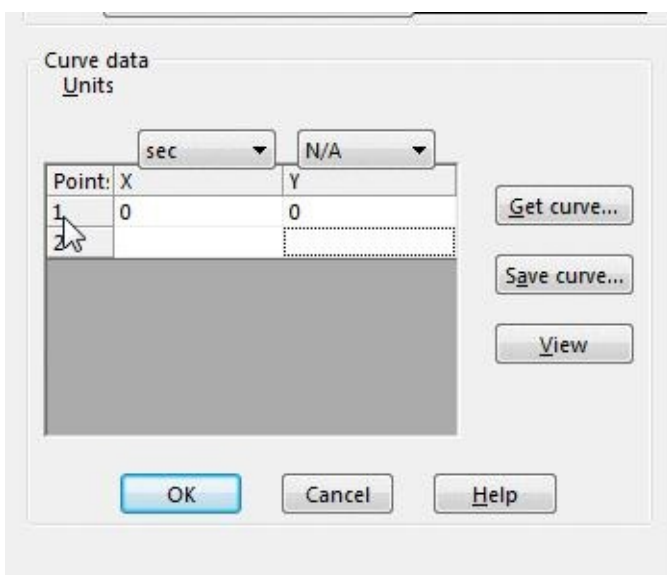 Curve data
Units
sec N/A
Point: X Y
1 0 0
2
Get curve...
Save curve...
View
OK Cancel Help